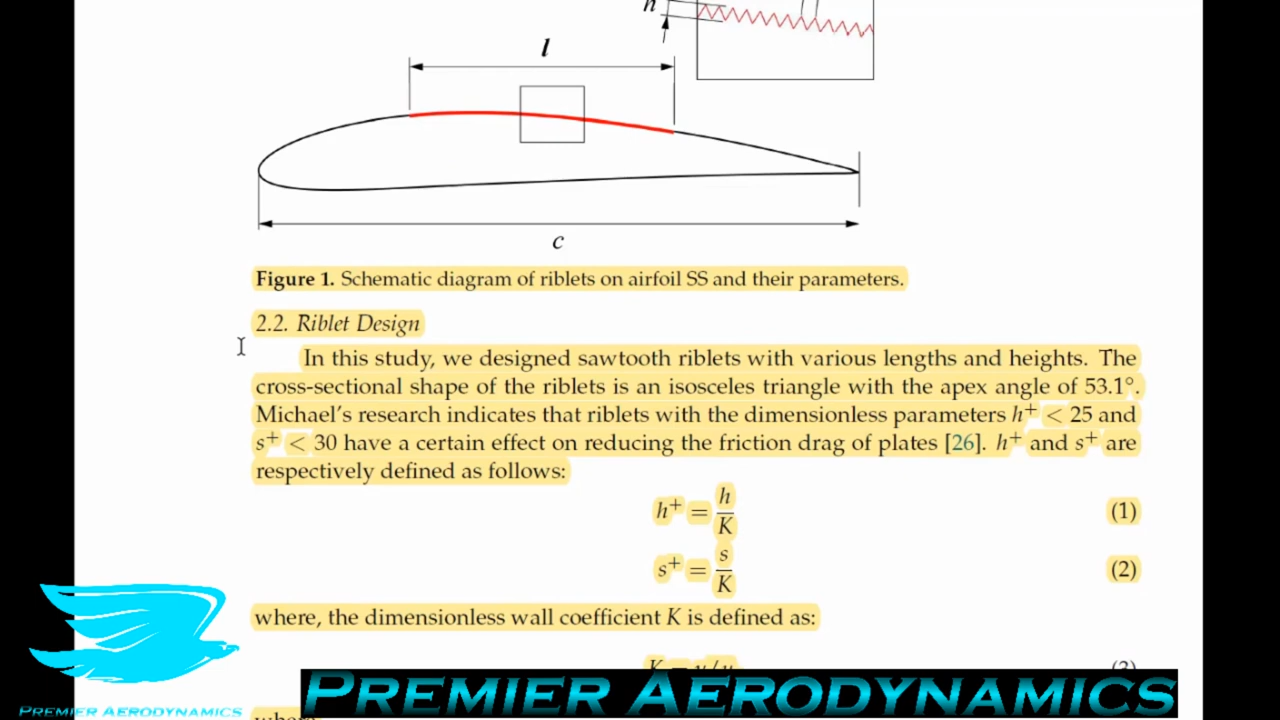 h
l
c
Figure 1. Schematic diagram of riblets on airfoil SS and their parameters.
2.2. Riblet Design
In this study, we designed sawtooth riblets with various lengths and heights. The
cross-sectional shape of the riblets is an isosceles triangle with the apex angle of 53.1°.
Michael's research indicates that riblets with the dimensionless parameters h⁺ < 25 and
s⁺ < 30 have a certain effect on reducing the friction drag of plates [26]. h⁺ and s⁺ are
respectively defined as follows:
h⁺ = h/K (1)
s⁺ = s/K (2)
where, the dimensionless wall coefficient K is defined as:
PREMIER AERODYNAMICS
PREMIER AERODYNAMICS
where